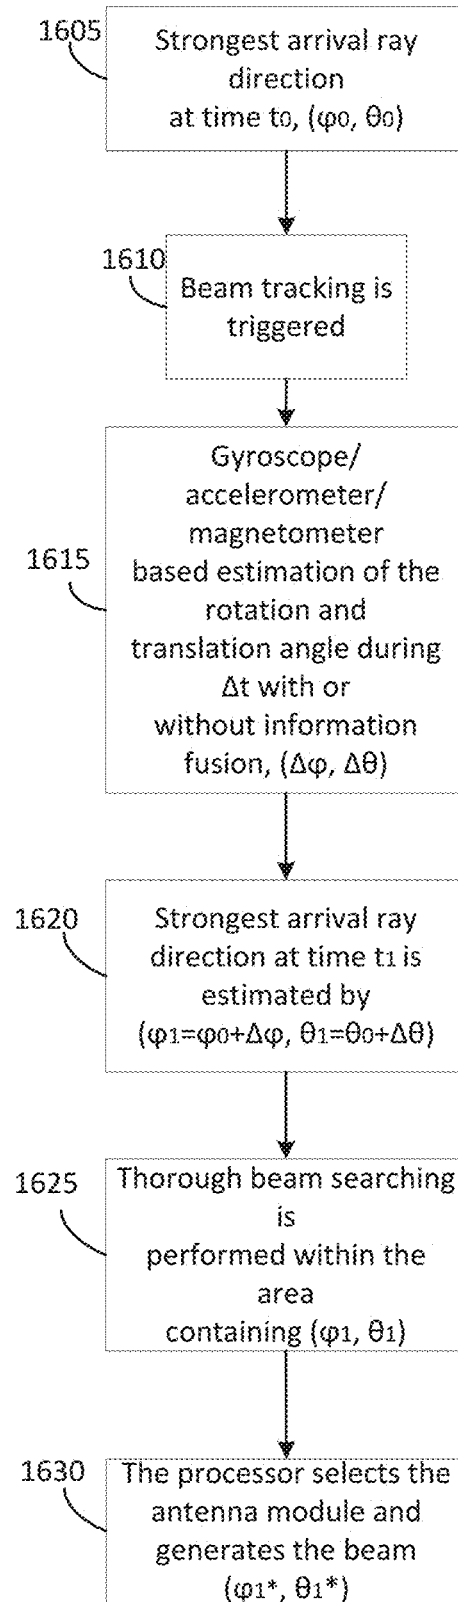 1605
Strongest arrival ray
direction
at time t0, (φ0, θ0)
1610
Beam tracking is
triggered
1615
Gyroscope/
accelerometer/
magnetometer
based estimation of the
rotation and
translation angle during
Δt with or
without information
fusion, (Δφ, Δθ)
1620
Strongest arrival ray
direction at time t1 is
estimated by
(φ1=φ0+Δφ, θ1=θ0+Δθ)
1625
Thorough beam searching
is
performed within the
area
containing (φ1, θ1)
1630
The processor selects the
antenna module and
generates the beam
(φ1*, θ1*)